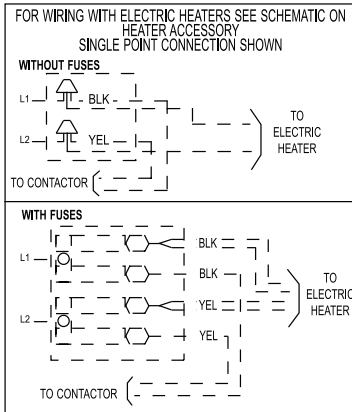 FOR WIRING WITH ELECTRIC HEATERS SEE SCHEMATIC ON
HEATER ACCESSORY
SINGLE POINT CONNECTION SHOWN
WITHOUT FUSES
L1
BLK
L2
YEL
TO CONTACTOR
TO
ELECTRIC
HEATER
WITH FUSES
L1
BLK
BLK
L2
YEL
YEL
TO
ELECTRIC
HEATER
TO CONTACTOR